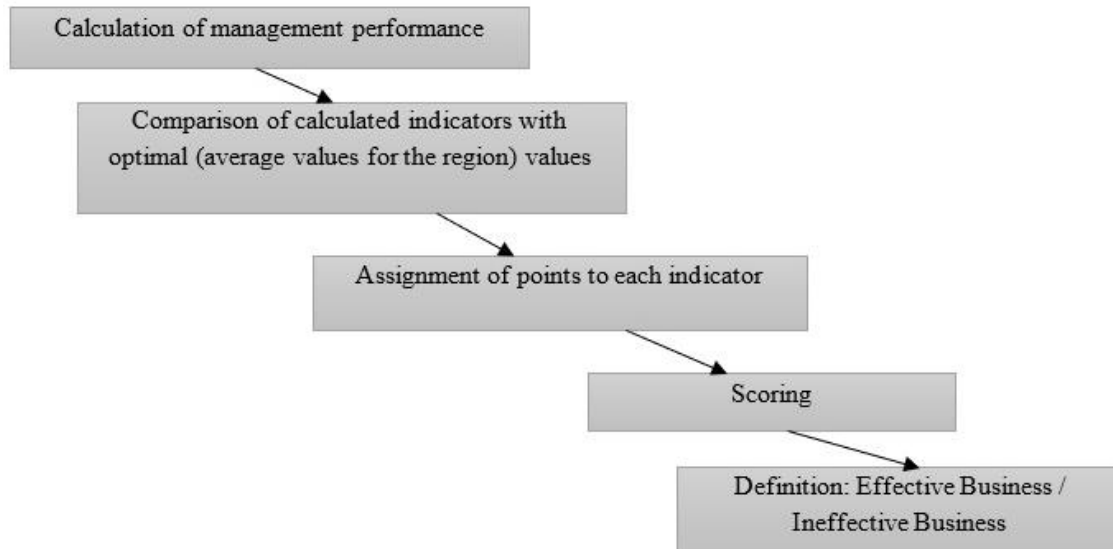 Calculation of management performance
Comparison of calculated indicators with
optimal (average values for the region) values
Assignment of points to each indicator
Scoring
Definition: Effective Business /
Ineffective Business